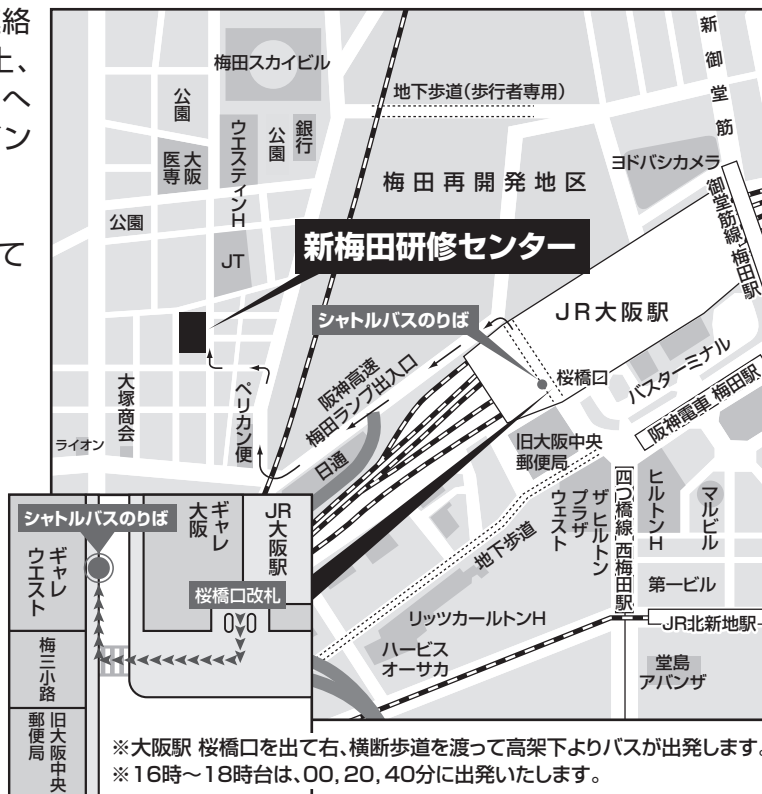 絡
上、
へ
イン
て
梅田スカイビル
新御堂筋
地下歩道(歩行者専用)
公園
大阪医専
ウエスティンH
公園
銀行
ヨドバシカメラ
梅田再開発地区
公園
JT
新梅田研修センター
御堂筋線 梅田駅
JR大阪駅
シャトルバスのりば
桜橋口
バスターミナル
阪神高速
梅田ランプ出入口
ペリカン便
大塚商会
ライオン
日通
旧大阪中央
郵便局
阪神電車 梅田駅
四つ橋線 西梅田駅
ザ・ヒルトン
プラザ
ウェスト
ヒルトンH
マルビル
地下歩道
第一ビル
リッツカールトンH
JR北新地駅
ハービス
オーサカ
堂島
アバンザ
シャトルバスのりば
ギャレ
ウエスト
ギャレ
大阪
JR大阪駅
桜橋口改札
梅三小路
旧大阪中央
郵便局
※大阪駅 桜橋口を出て右、横断歩道を渡って高架下よりバスが出発します。
※16時〜18時台は、00, 20, 40分に出発いたします。